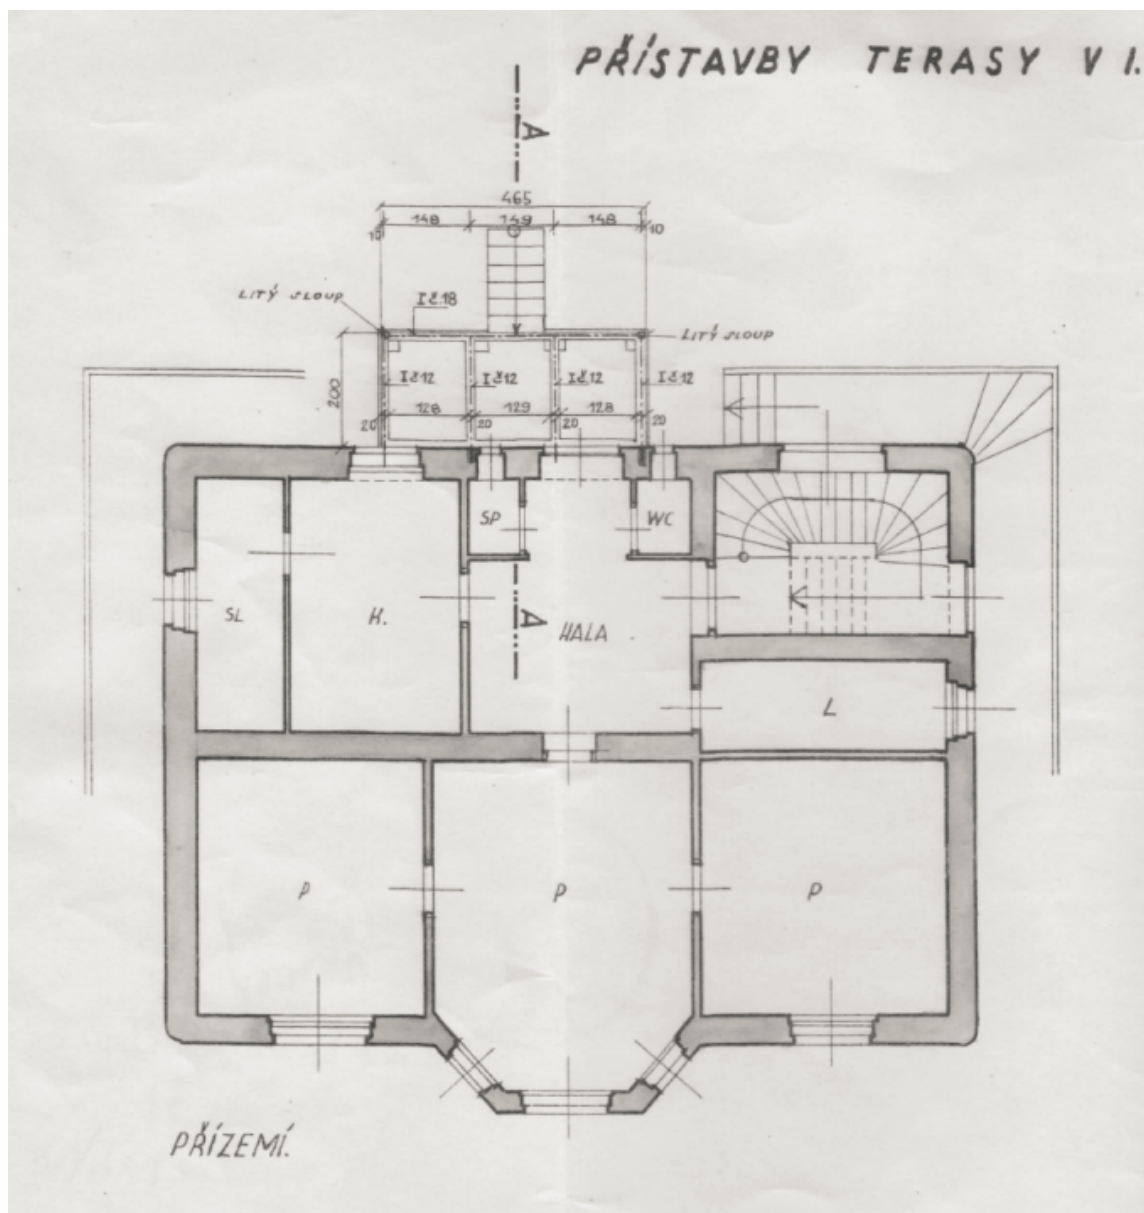 PŘÍSTAVBY TERASY V I.
A
465
148 149 148
10 10
LITÝ SLOUP
I č.18
LITÝ SLOUP
200
I č.12 I č.12 I č.12 I č.12
128 129 128
20 20 20 20
SP WC
SL K. A HALA
L
P P P
PŘÍZEMÍ.